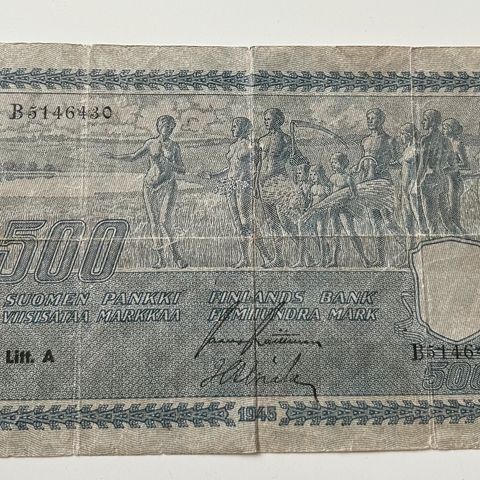 B5146430
500
SUOMEN PANKKI FINLANDS BANK
VIISISATAA MARKKAA FEMHUNDRA MARK
Litt. A
B5146
500
1945